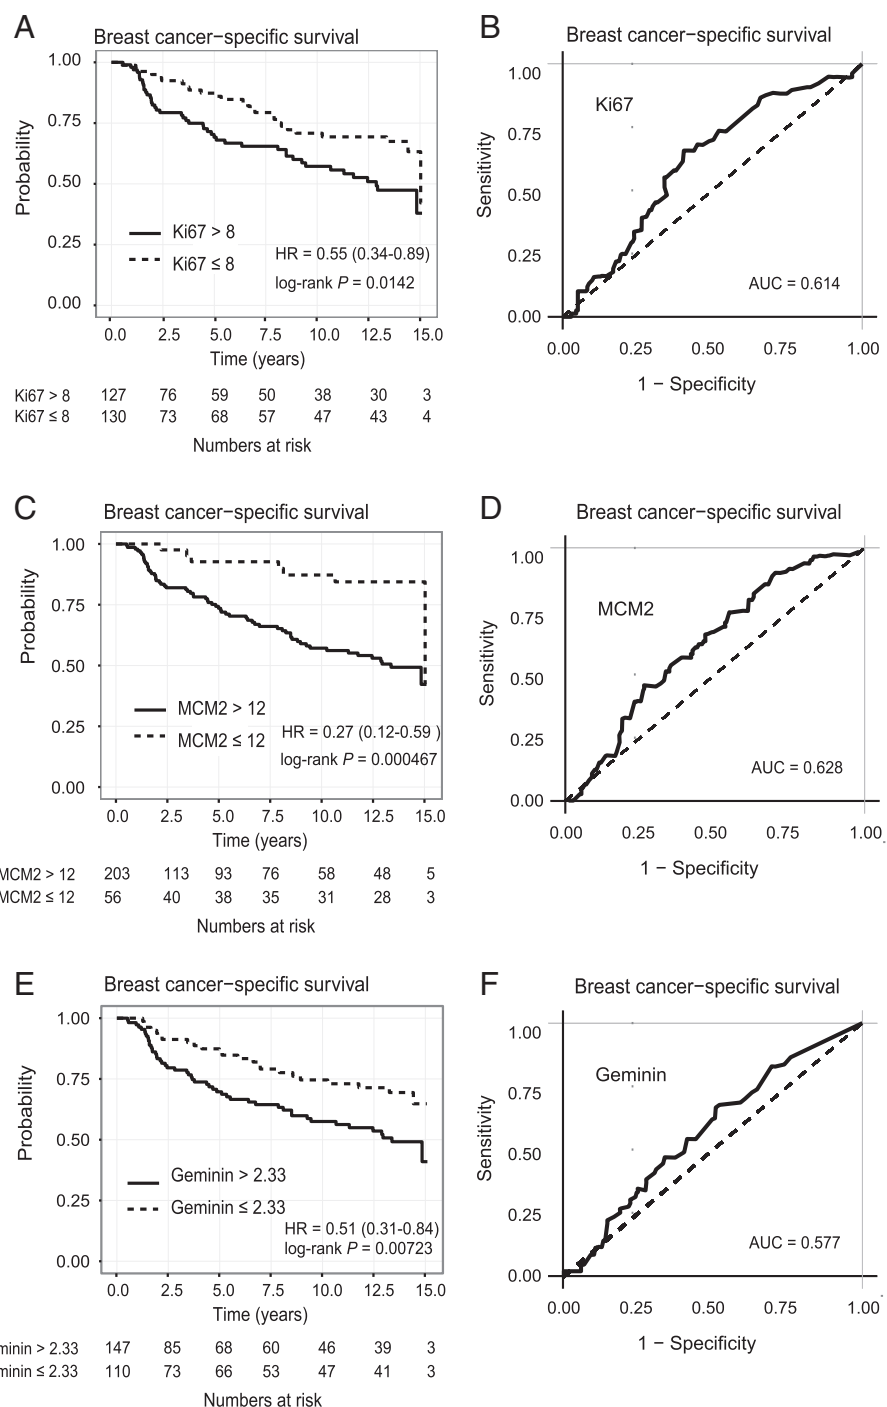 A
Breast cancer−specific survival
Probability
1.00
0.75
0.50
0.25
0.00
Ki67 > 8
Ki67 ≤ 8
HR = 0.55 (0.34-0.89)
log-rank P = 0.0142
0.0 2.5 5.0 7.5 10.0 12.5 15.0
Time (years)
Ki67 > 8 127 76 59 50 38 30 3
Ki67 ≤ 8 130 73 68 57 47 43 4
Numbers at risk
B
Breast cancer−specific survival
Sensitivity
1.00
0.75
0.50
0.25
0.00
Ki67
AUC = 0.614
0.00 0.25 0.50 0.75 1.00
1 − Specificity
C
Breast cancer−specific survival
Probability
1.00
0.75
0.50
0.25
0.00
MCM2 > 12
MCM2 ≤ 12
HR = 0.27 (0.12-0.59 )
log-rank P = 0.000467
0.0 2.5 5.0 7.5 10.0 12.5 15.0
Time (years)
MCM2 > 12 203 113 93 76 58 48 5
MCM2 ≤ 12 56 40 38 35 31 28 3
Numbers at risk
D
Breast cancer−specific survival
Sensitivity
1.00
0.75
0.50
0.25
0.00
MCM2
AUC = 0.628
0.00 0.25 0.50 0.75 1.00
1 − Specificity
E
Breast cancer−specific survival
Probability
1.00
0.75
0.50
0.25
0.00
Geminin > 2.33
Geminin ≤ 2.33
HR = 0.51 (0.31-0.84)
log-rank P = 0.00723
0.0 2.5 5.0 7.5 10.0 12.5 15.0
Time (years)
minin > 2.33 147 85 68 60 46 39 3
minin ≤ 2.33 110 73 66 53 47 41 3
Numbers at risk
F
Breast cancer−specific survival
Sensitivity
1.00
0.75
0.50
0.25
0.00
Geminin
AUC = 0.577
0.00 0.25 0.50 0.75 1.00
1 − Specificity